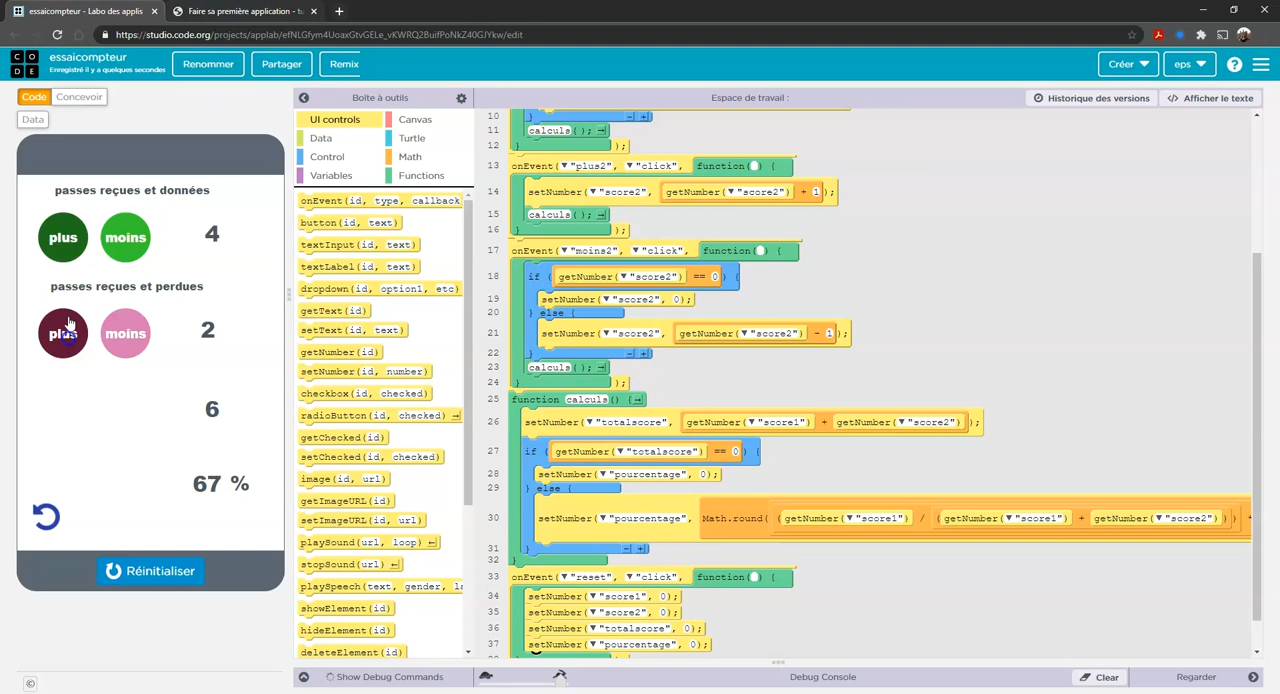 essaicompteur - Labo des applis
Faire sa première application - tu
https://studio.code.org/projects/applab/efNLGfym4UoaxGtvGELe_vKWRQ2BuifPoNkZ40GJYkw/edit
CODE
essaicompteur
Enregistré il y a quelques secondes
Renommer
Partager
Remix
Créer
eps
Code
Concevoir
Data
Boîte à outils
Espace de travail :
Historique des versions
</> Afficher le texte
passes reçues et données
plus
moins
4
passes reçues et perdues
plus
moins
2
6
67 %
Réinitialiser
UI controls
Canvas
Data
Turtle
Control
Math
Variables
Functions
onEvent(id, type, callback
button(id, text)
textInput(id, text)
textLabel(id, text)
dropdown(id, option1, etc)
getText(id)
setText(id, text)
getNumber(id)
setNumber(id, number)
checkbox(id, checked)
radioButton(id, checked)
getChecked(id)
setChecked(id, checked)
image(id, url)
getImageURL(id)
setImageURL(id, url)
playSound(url, loop)
stopSound(url)
playSpeech(text, gender, la
showElement(id)
hideElement(id)
deleteElement(id)
10 }
11 calculs();
12 } );
13 onEvent("plus2", "click", function() {
14 setNumber("score2", getNumber("score2") + 1);
15 calculs();
16 } );
17 onEvent("moins2", "click", function() {
18 if (getNumber("score2") == 0) {
19 setNumber("score2", 0);
20 } else {
21 setNumber("score2", getNumber("score2") - 1);
22 }
23 calculs();
24 } );
25 function calculs() {
26 setNumber("totalscore", getNumber("score1") + getNumber("score2"));
27 if (getNumber("totalscore") == 0) {
28 setNumber("pourcentage", 0);
29 } else {
30 setNumber("pourcentage", Math.round((getNumber("score1") / (getNumber("score1") + getNumber("score2")))
31 }
32 }
33 onEvent("reset", "click", function() {
34 setNumber("score1", 0);
35 setNumber("score2", 0);
36 setNumber("totalscore", 0);
37 setNumber("pourcentage", 0);
Show Debug Commands
Debug Console
Clear
Regarder